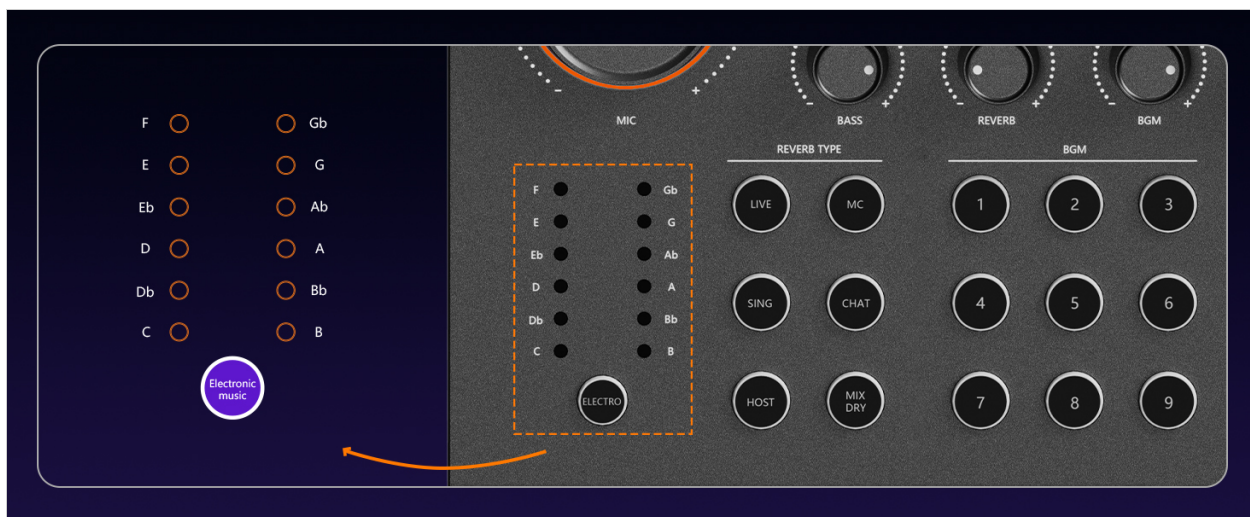 F
Gb
E
G
Eb
Ab
D
A
Db
Bb
C
B
Electronic
music
- +
MIC
- +
BASS
- +
REVERB
- +
BGM
F
Gb
E
G
Eb
Ab
D
A
Db
Bb
C
B
ELECTRO
REVERB TYPE
LIVE
MC
SING
CHAT
HOST
MIX
DRY
BGM
1
2
3
4
5
6
7
8
9